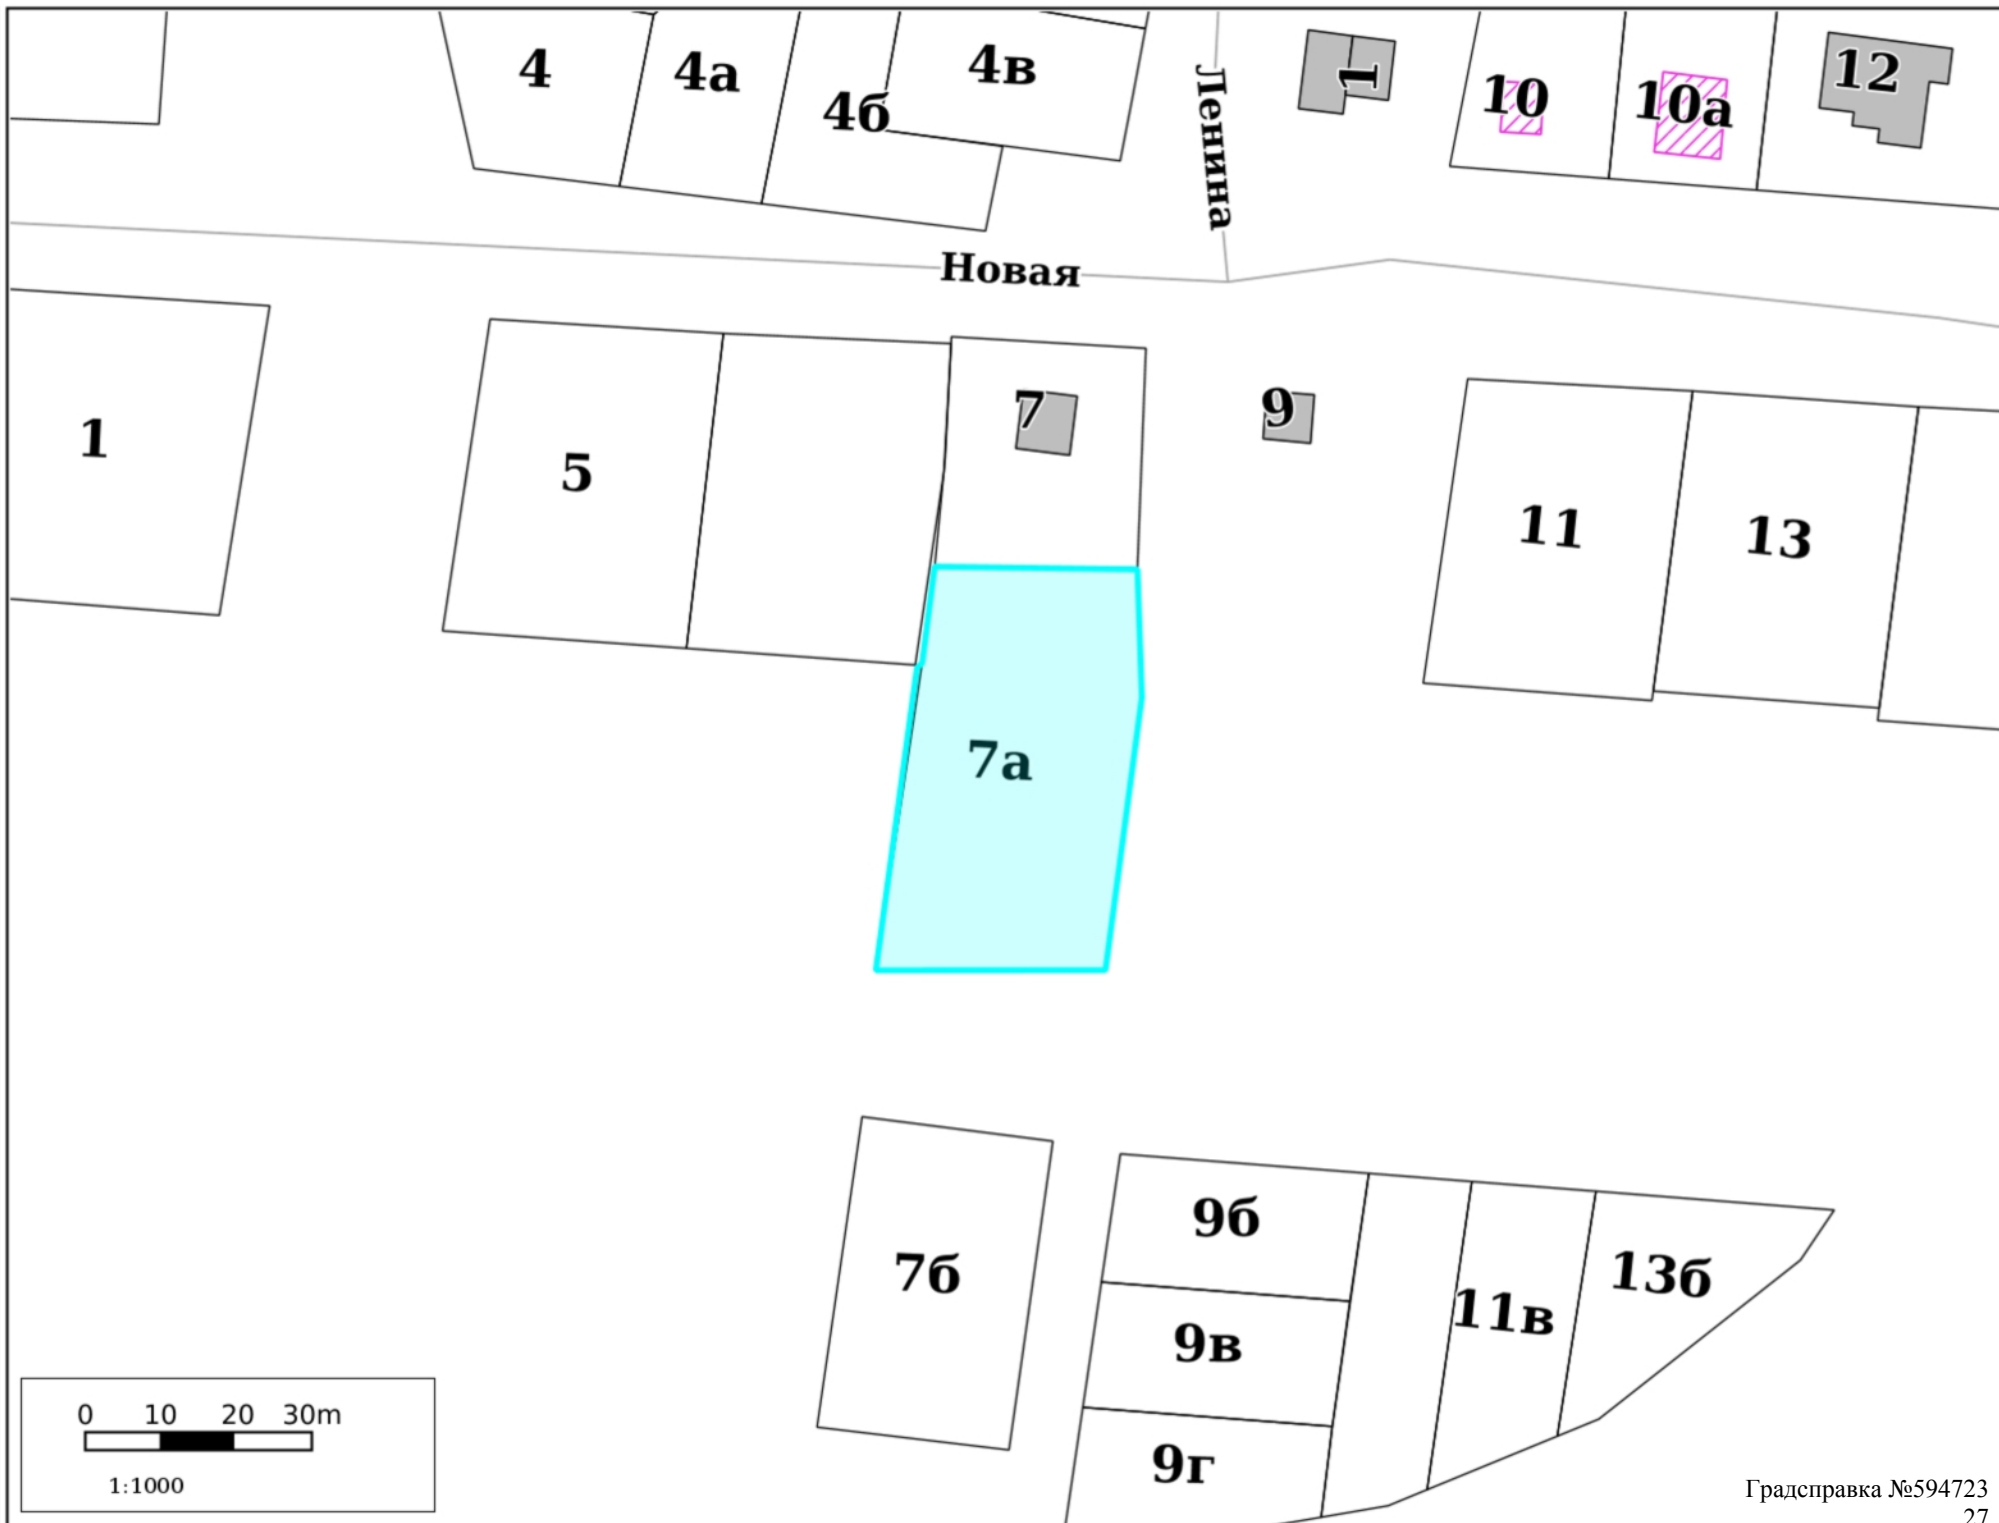 4
4а
4б
4в
Ленина
1
10
10а
12
Новая
1
5
7
9
11
13
7а
7б
9б
9в
9г
11в
13б
0 10 20 30m
1:1000
Градсправка №594723
27